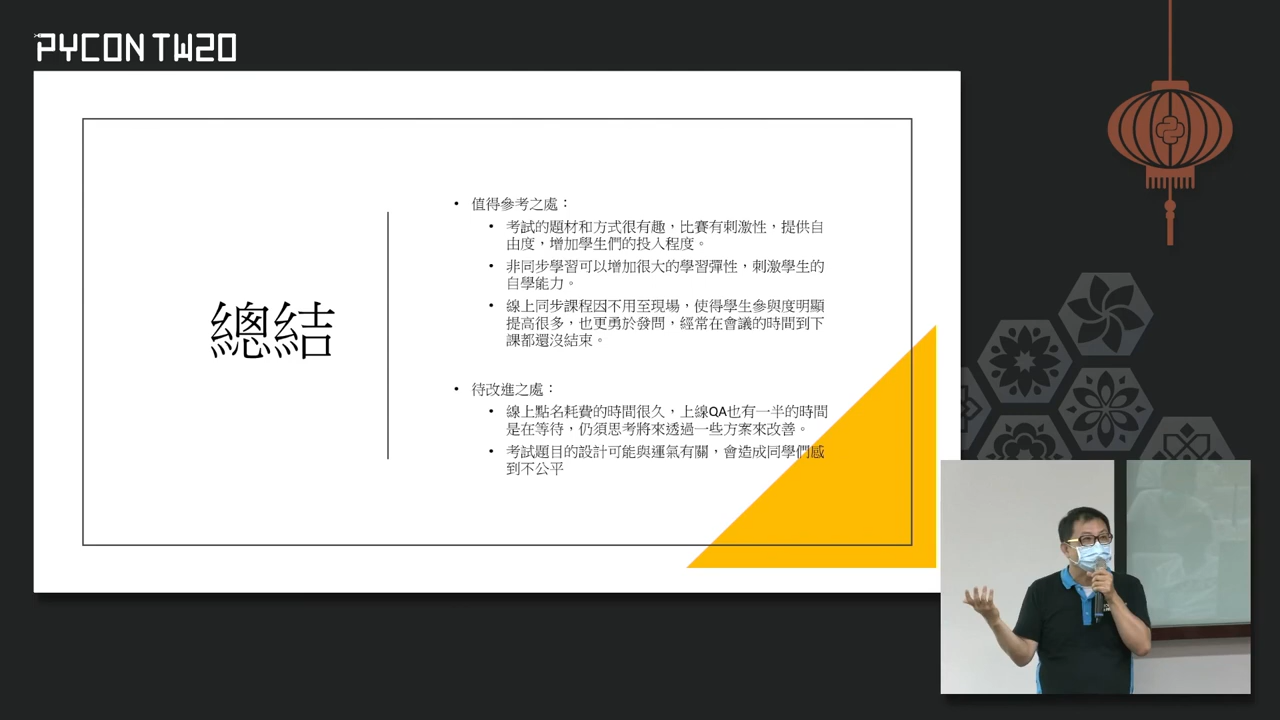 PYCON TW20
總結
• 值得參考之處：
• 考試的題材和方式很有趣，比賽有刺激性，提供自
由度，增加學生們的投入程度。
• 非同步學習可以增加很大的學習彈性，刺激學生的
自學能力。
• 線上同步課程因不用至現場，使得學生參與度明顯
提高很多，也更勇於發問，經常在會議的時間到下
課都還沒結束。
• 待改進之處：
• 線上點名耗費的時間很久，上線QA也有一半的時間
是在等待，仍須思考將來透過一些方案來改善。
• 考試題目的設計可能與運氣有關，會造成同學們感
到不公平